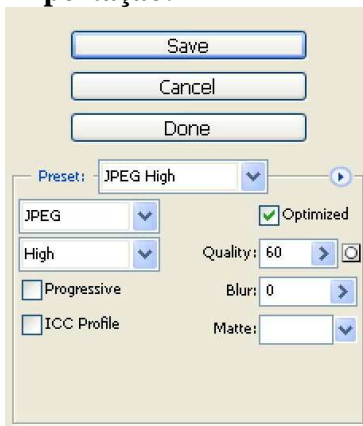 Save
Cancel
Done
Preset: JPEG High
JPEG Optimized
High Quality: 60
Progressive Blur: 0
ICC Profile Matte: